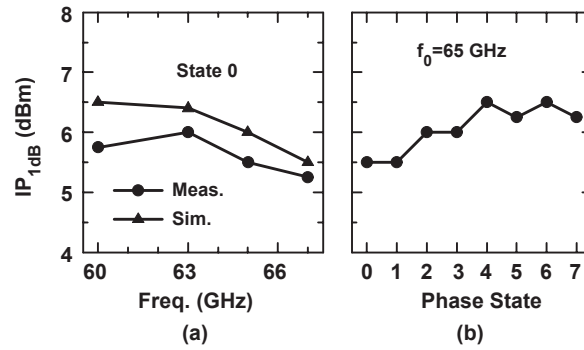 8
7
6
5
4
IP1dB (dBm)
State 0
Meas.
Sim.
60 63 66
Freq. (GHz)
(a)
f0=65 GHz
0 1 2 3 4 5 6 7
Phase State
(b)